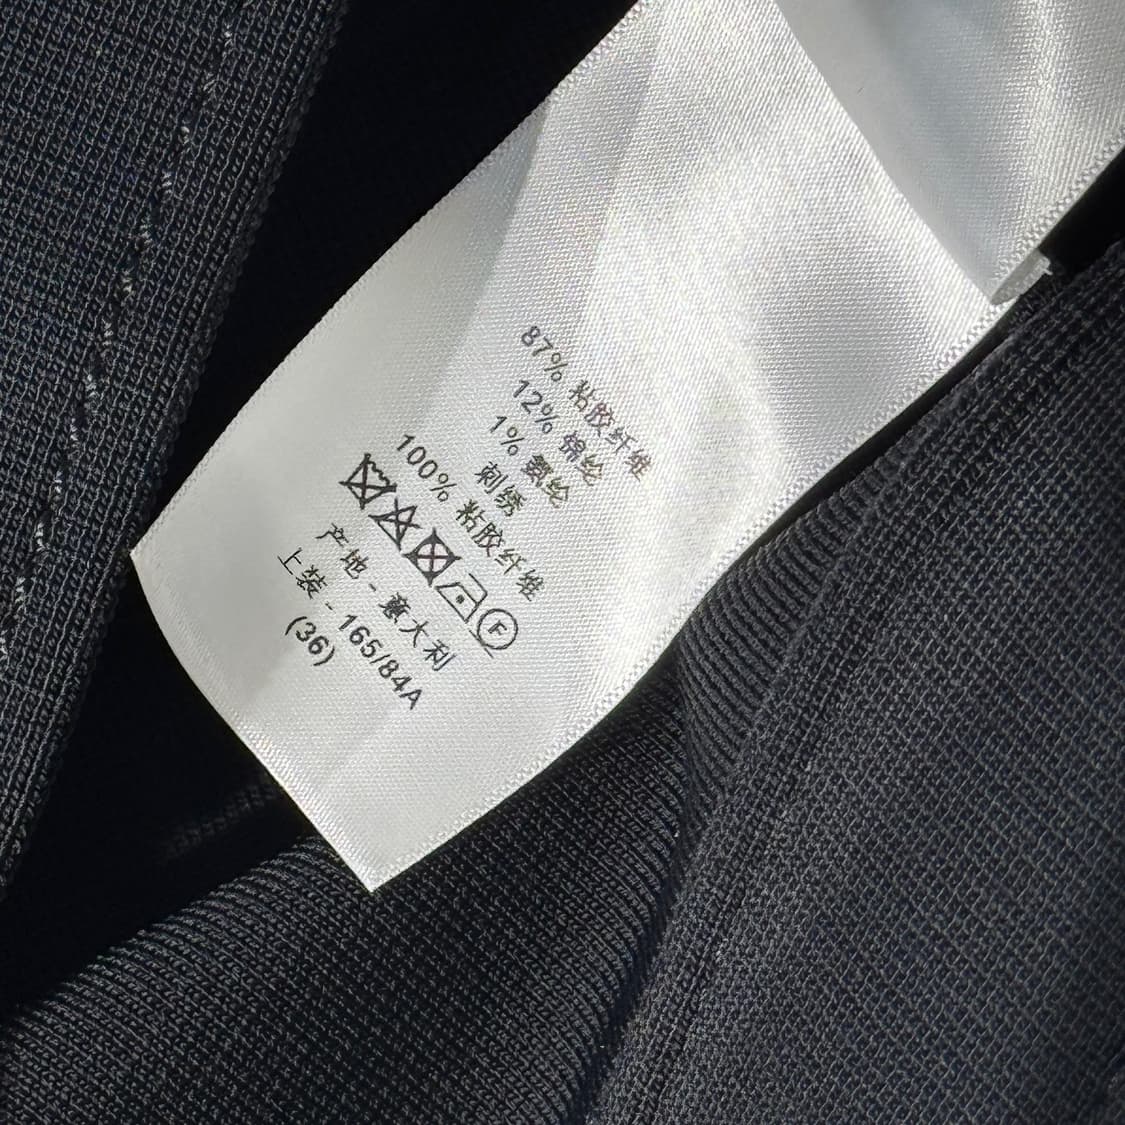 87% 粘胶纤维
12% 锦纶
1% 氨纶
刺绣
100% 粘胶纤维
F
产地 - 意大利
上装 - 165/84A
(36)